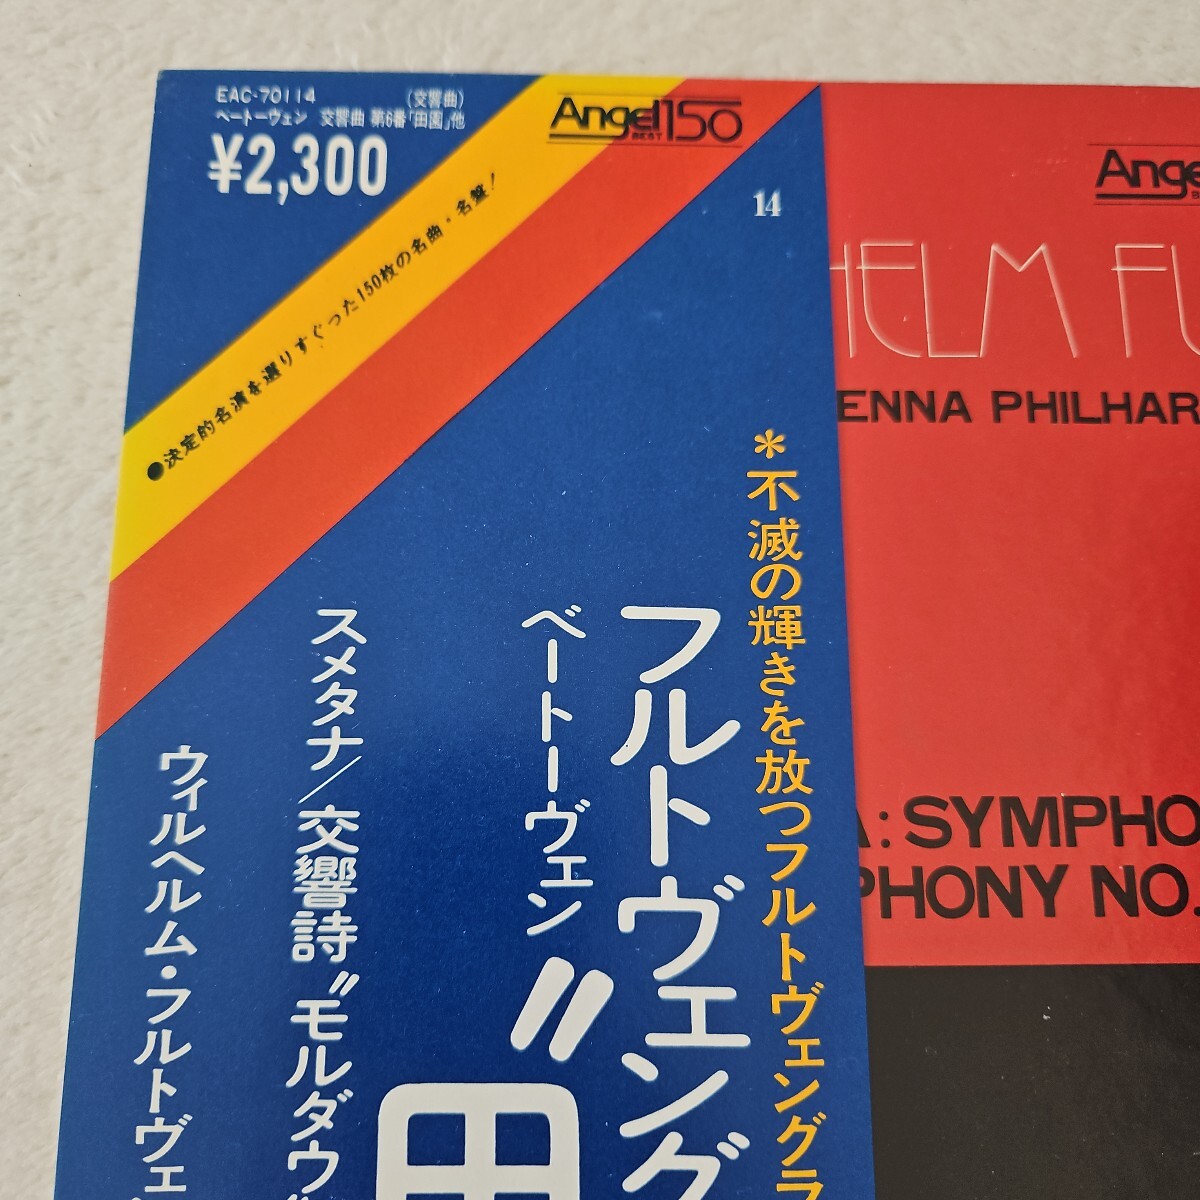 EAC-70114 (交響曲)
ベートーヴェン 交響曲 第6番「田園」他
¥2,300
Angel BEST 150
14
●決定的名演を選りすぐった150枚の名曲・名盤!
*不滅の輝きを放つフルトヴェングラ
フルトヴェング
ベートーヴェン
"田
スメタナ/交響詩"モルダウ"
ウィルヘルム・フルトヴェ
Ange
HELM FU
ENNA PHILHAR
A: SYMPHO
PHONY NO.